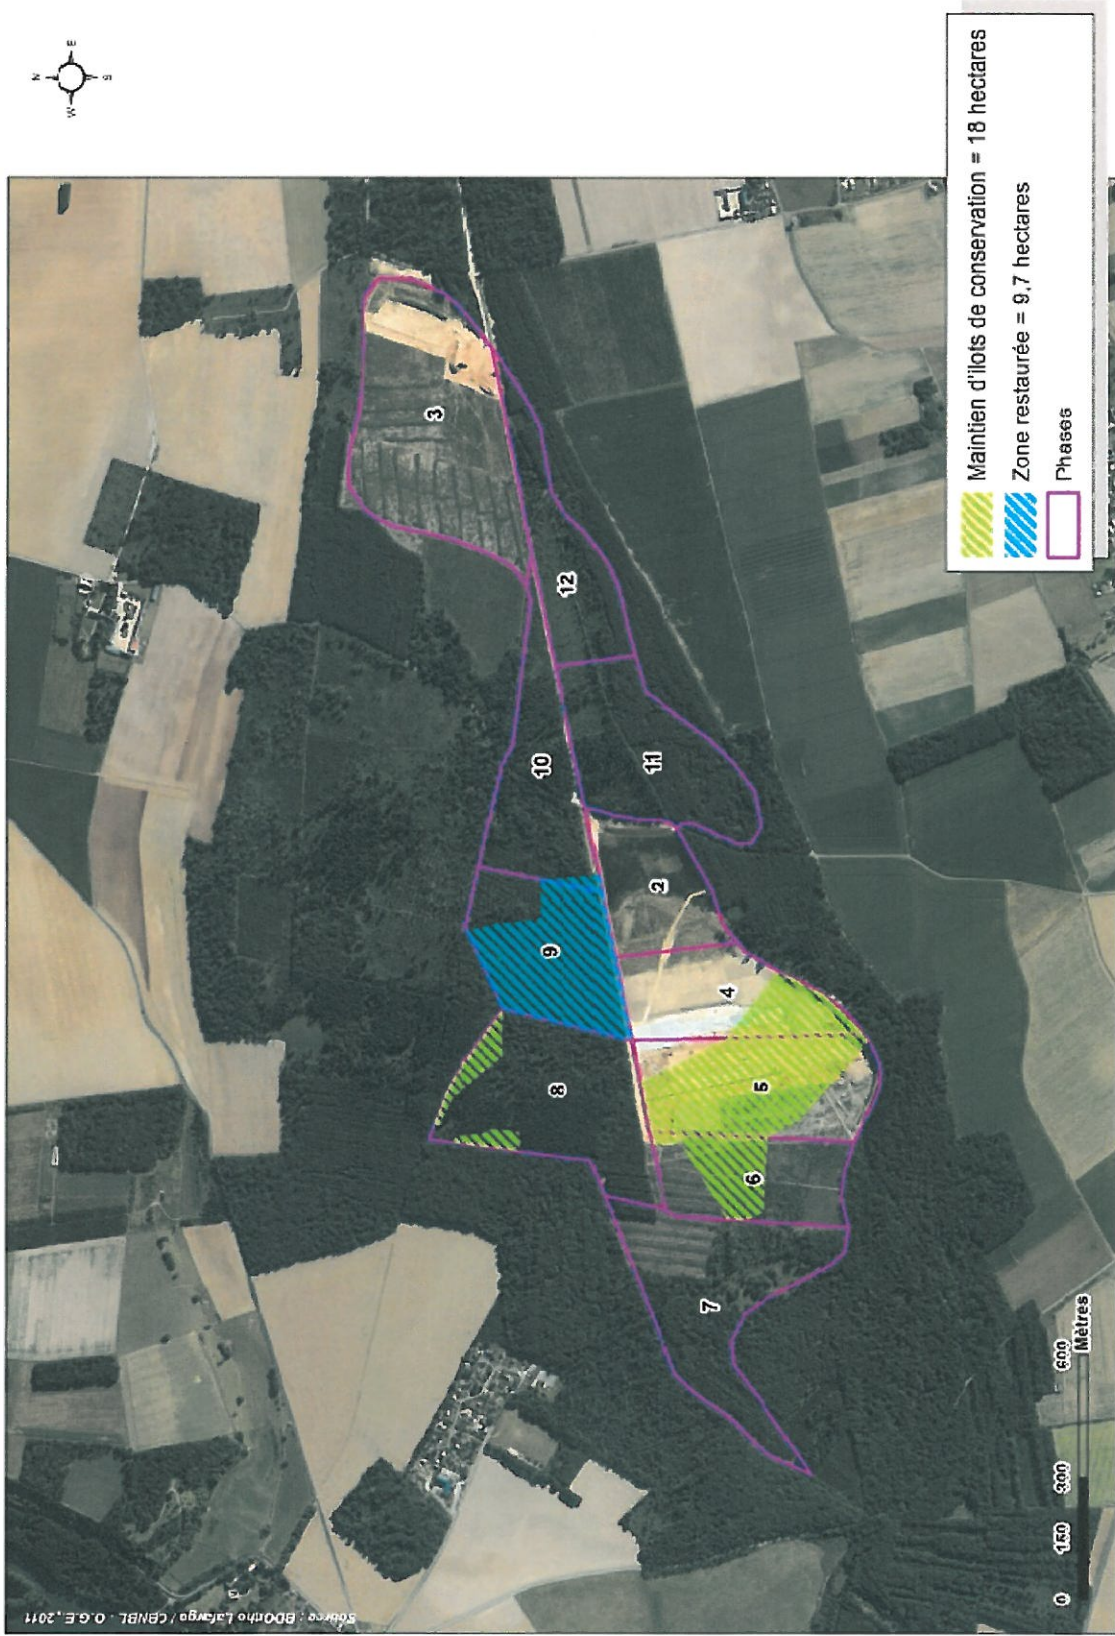 N
W E
S
3
12
10
11
9
2
4
8
5
6
7
Maintien d'ilots de conservation = 18 hectares
Zone restaurée = 9,7 hectares
Phases
0 150 300 600
Mètres
Source : BDOrtho Lafarge / CBNBL - O.G.E., 2011